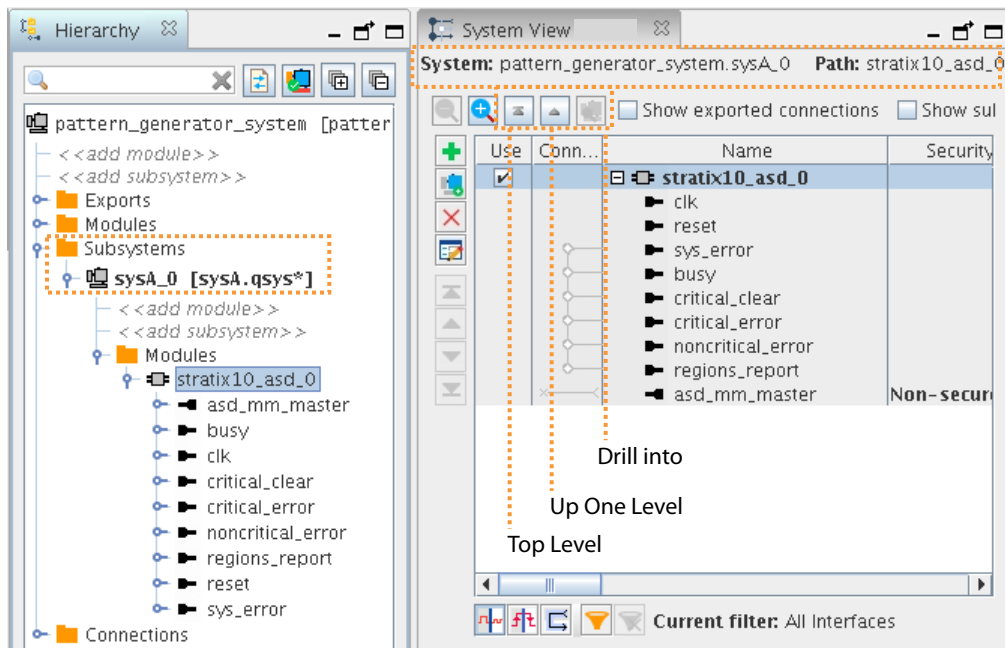 Hierarchy
pattern_generator_system [patter
<<add module>>
<<add subsystem>>
Exports
Modules
Subsystems
sysA_0 [sysA.qsys*]
<<add module>>
<<add subsystem>>
Modules
stratix10_asd_0
asd_mm_master
busy
clk
critical_clear
critical_error
noncritical_error
regions_report
reset
sys_error
Connections
System View
System: pattern_generator_system.sysA_0 Path: stratix10_asd_0
Show exported connections Show sul
Use Conn... Name Security
stratix10_asd_0
clk
reset
sys_error
busy
critical_clear
critical_error
noncritical_error
regions_report
asd_mm_master Non-secur
Drill into
Up One Level
Top Level
Current filter: All Interfaces